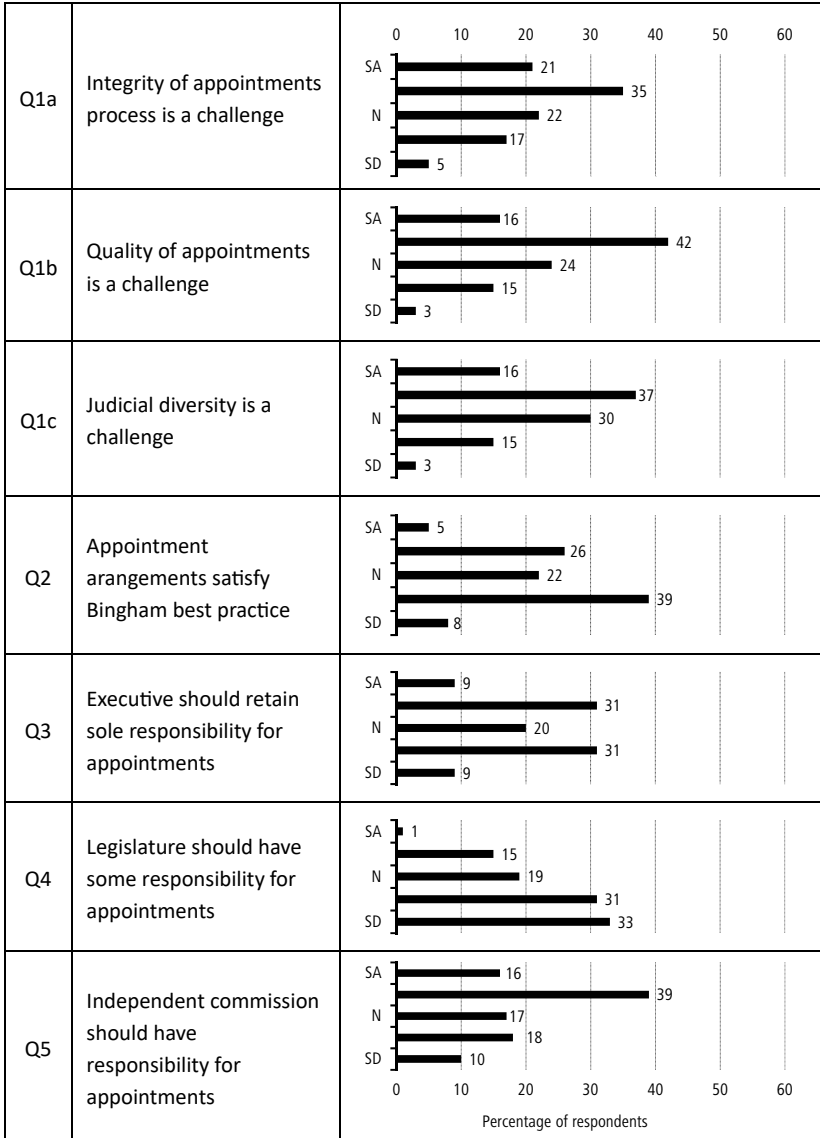 0 10 20 30 40 50 60
Q1a
Integrity of appointments
process is a challenge
SA 21
35
N 22
17
SD 5
Q1b
Quality of appointments
is a challenge
SA 16
42
N 24
15
SD 3
Q1c
Judicial diversity is a
challenge
SA 16
37
N 30
15
SD 3
Q2
Appointment
arangements satisfy
Bingham best practice
SA 5
26
N 22
39
SD 8
Q3
Executive should retain
sole responsibility for
appointments
SA 9
31
N 20
31
SD 9
Q4
Legislature should have
some responsibility for
appointments
SA 1
15
N 19
31
SD 33
Q5
Independent commission
should have
responsibility for
appointments
SA 16
39
N 17
18
SD 10
0 10 20 30 40 50 60
Percentage of respondents